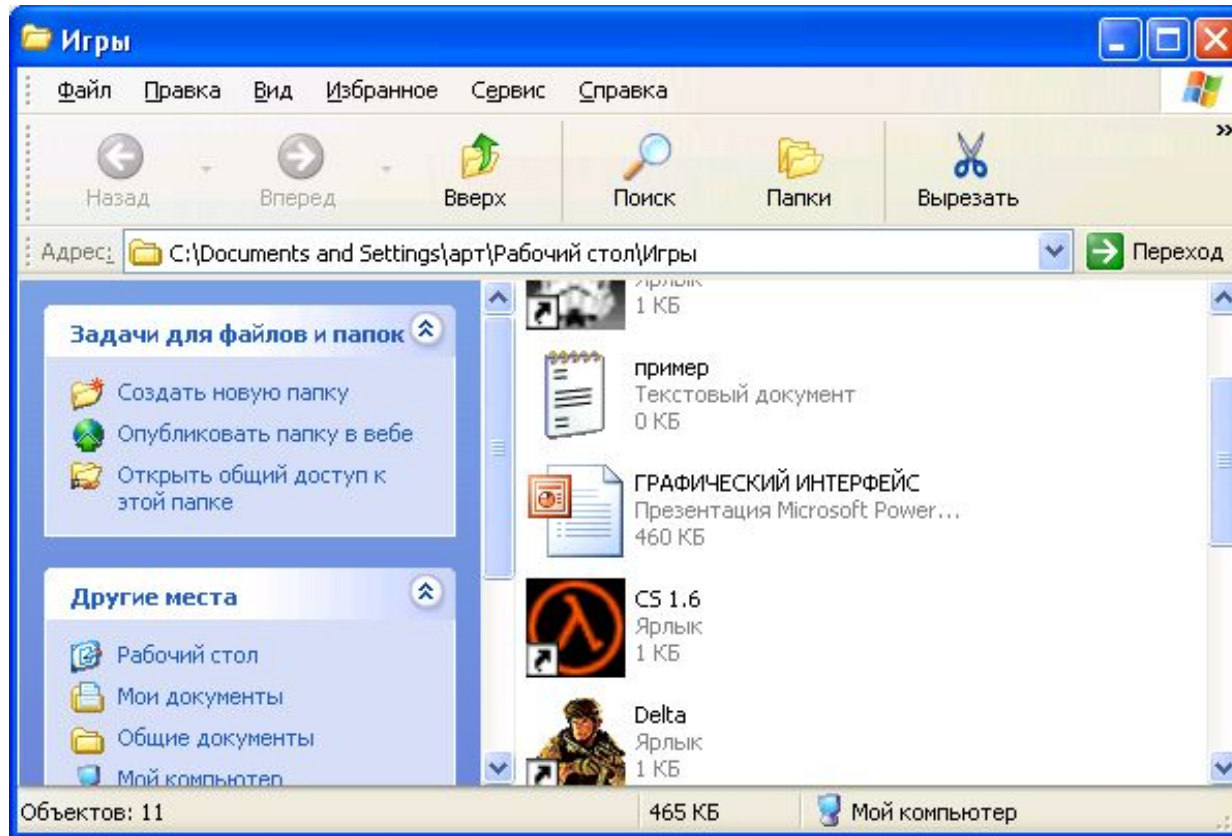 Игры
Файл Правка Вид Избранное Сервис Справка
»
Назад Вперед Вверх Поиск Папки Вырезать
Адрес: C:\Documents and Settings\арт\Рабочий стол\Игры Переход
Задачи для файлов и папок
Создать новую папку
Опубликовать папку в вебе
Открыть общий доступ к
этой папке
Другие места
Рабочий стол
Мои документы
Общие документы
Мой компьютер
Ярлык
1 КБ
пример
Текстовый документ
0 КБ
ГРАФИЧЕСКИЙ ИНТЕРФЕЙС
Презентация Microsoft Power...
460 КБ
CS 1.6
Ярлык
1 КБ
Delta
Ярлык
1 КБ
Объектов: 11 465 КБ Мой компьютер